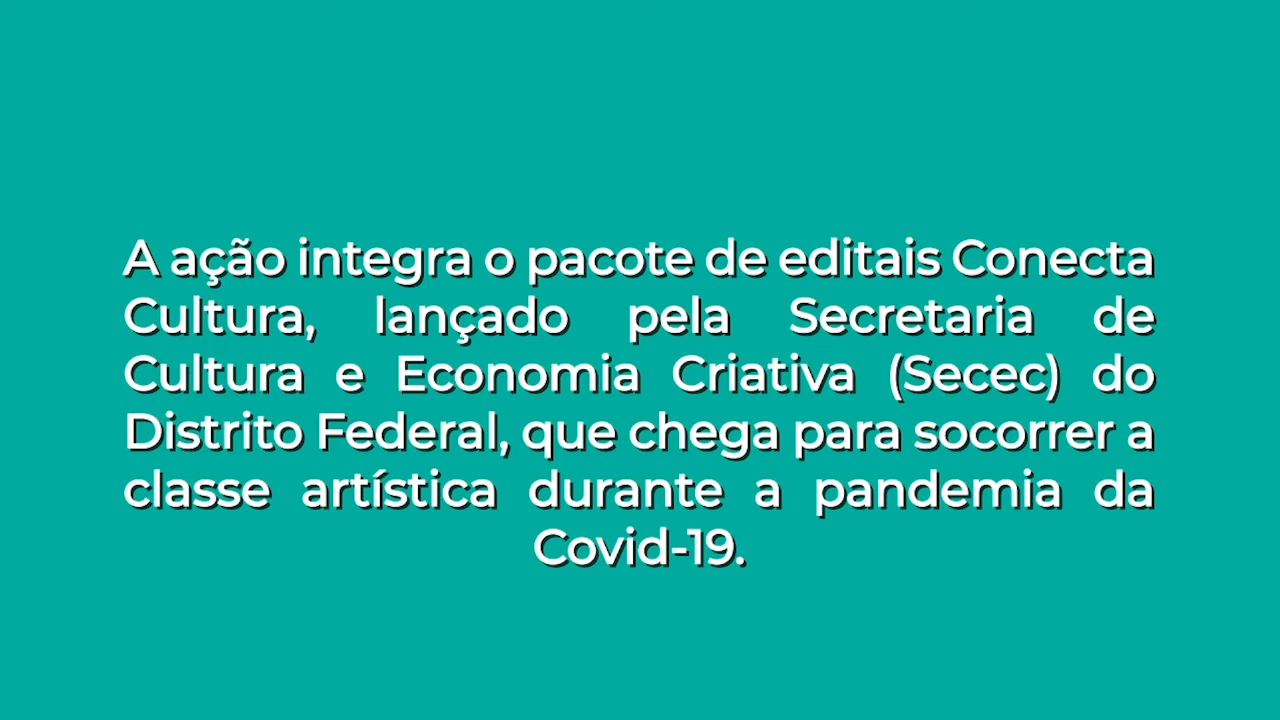 A ação integra o pacote de editais Conecta
Cultura, lançado pela Secretaria de
Cultura e Economia Criativa (Secec) do
Distrito Federal, que chega para socorrer a
classe artística durante a pandemia da
Covid-19.